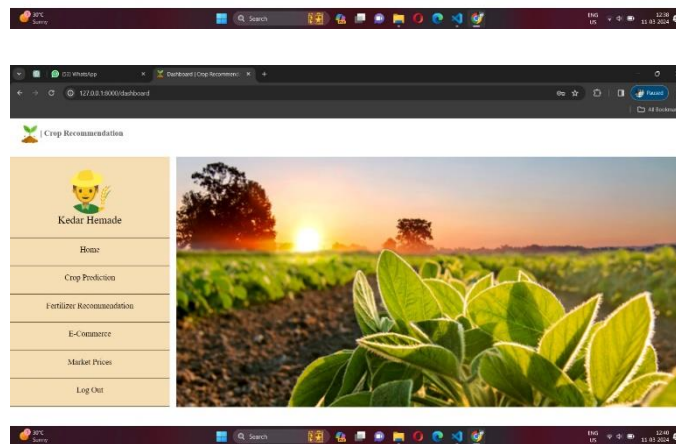 30°C
Sunny
Search
ENG
US
12:38
11 03 2024
WhatsApp
Dashboard | Crop Recommend
127.0.0.1:8000/dashboard
Paused
All Bookma
| Crop Recommendation
Kedar Hemade
Home
Crop Prediction
Fertilizer Recommendation
E-Commerce
Market Prices
Log Out
30°C
Sunny
Search
ENG
US
12:40
11 03 2024